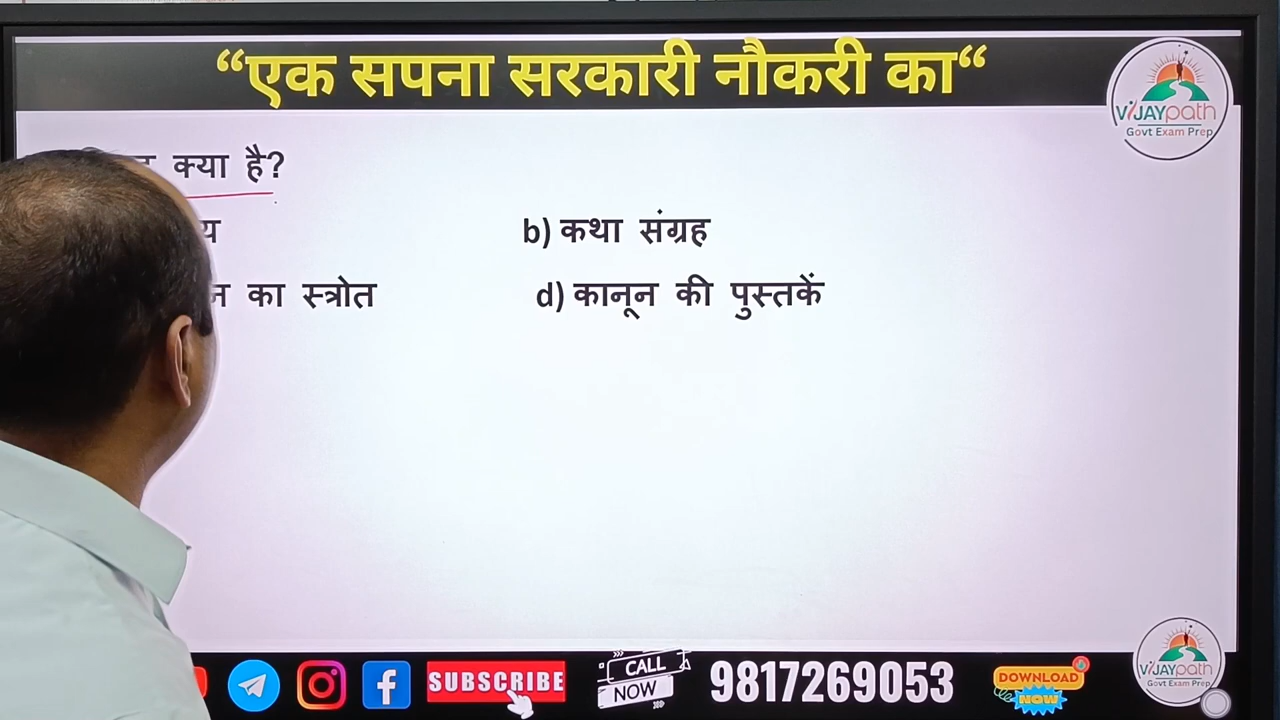 “एक सपना सरकारी नौकरी का“
VIJAYpath
Govt Exam Prep
क्या है?
b) कथा संग्रह
का स्त्रोत
d) कानून की पुस्तकें
SUBSCRIBE
CALL
NOW
9817269053
DOWNLOAD
NOW
VIJAYpath
Govt Exam Prep